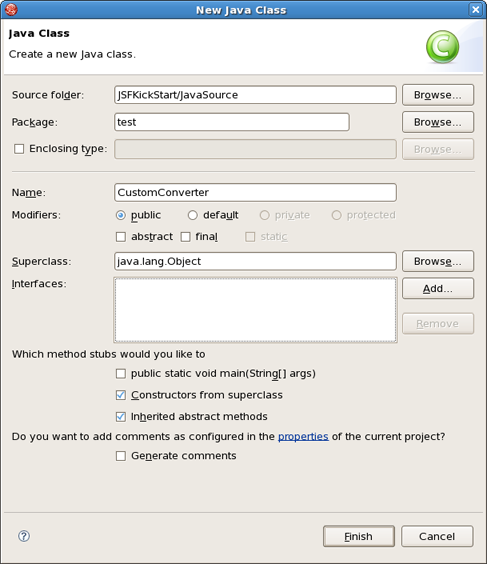 New Java Class
Java Class
Create a new Java class.
C
Source folder: JSFKickStart/JavaSource Browse...
Package: test Browse...
Enclosing type: Browse...
Name: CustomConverter
Modifiers: public default private protected
abstract final static
Superclass: java.lang.Object Browse...
Interfaces: Add...
Remove
Which method stubs would you like to
public static void main(String[] args)
Constructors from superclass
Inherited abstract methods
Do you want to add comments as configured in the properties of the current project?
Generate comments
? Finish Cancel